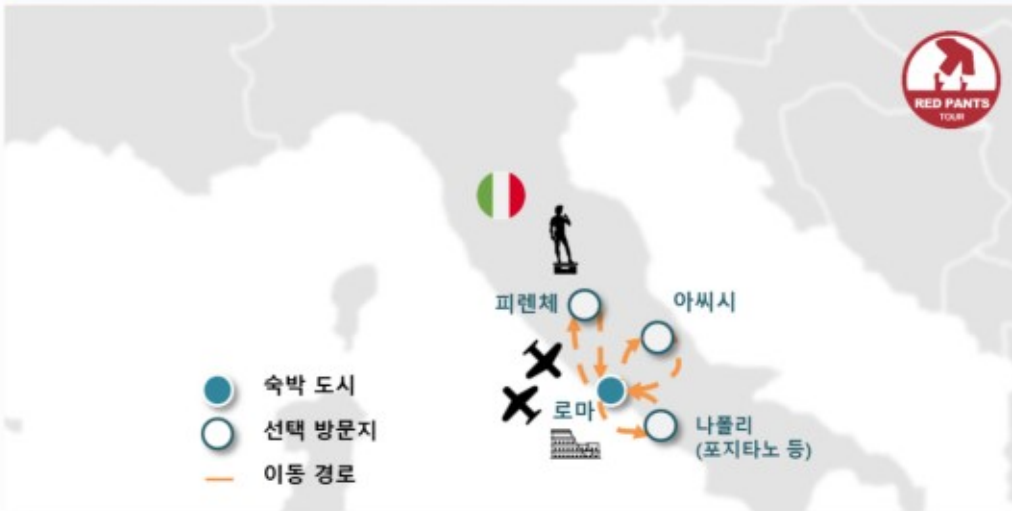 RED PANTS
TOUR
피렌체
아씨시
숙박 도시
로마
선택 방문지
나폴리
(포지타노 등)
이동 경로